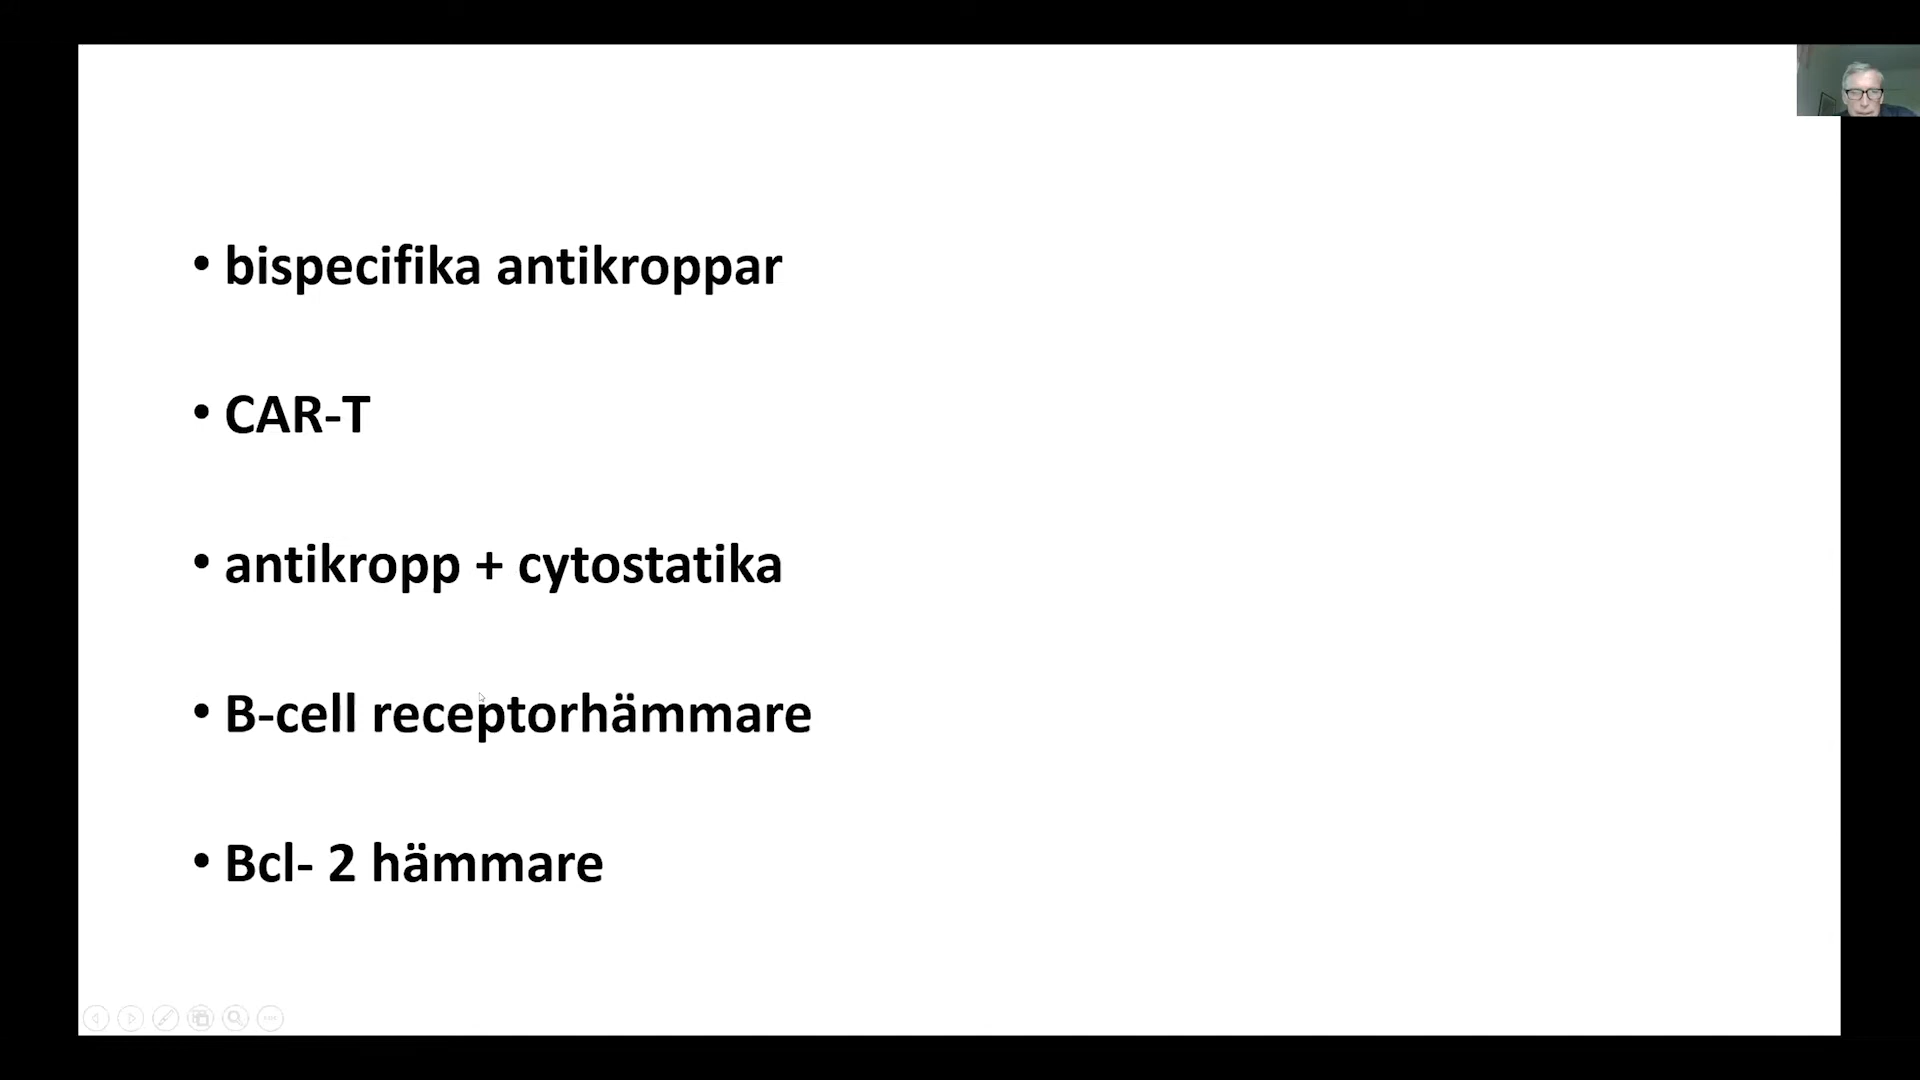 • bispecifika antikroppar
• CAR-T
• antikropp + cytostatika
• B-cell receptorhämmare
• Bcl- 2 hämmare